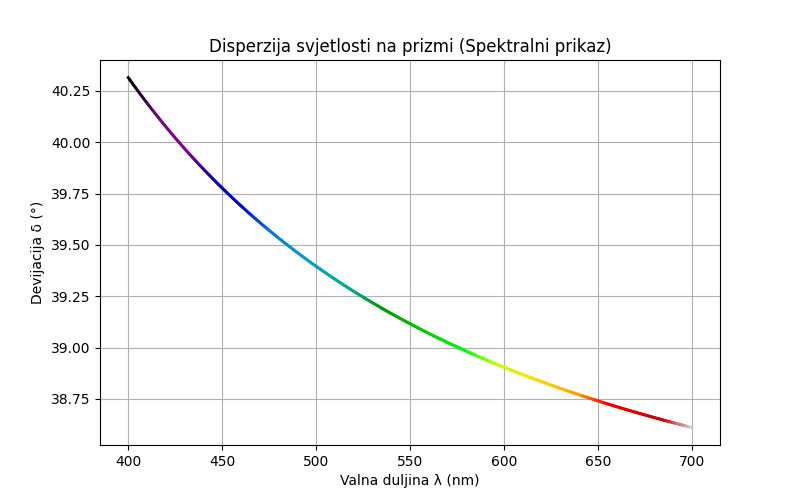 Disperzija svjetlosti na prizmi (Spektralni prikaz)
Devijacija δ (°)
40.25
40.00
39.75
39.50
39.25
39.00
38.75
400 450 500 550 600 650 700
Valna duljina λ (nm)